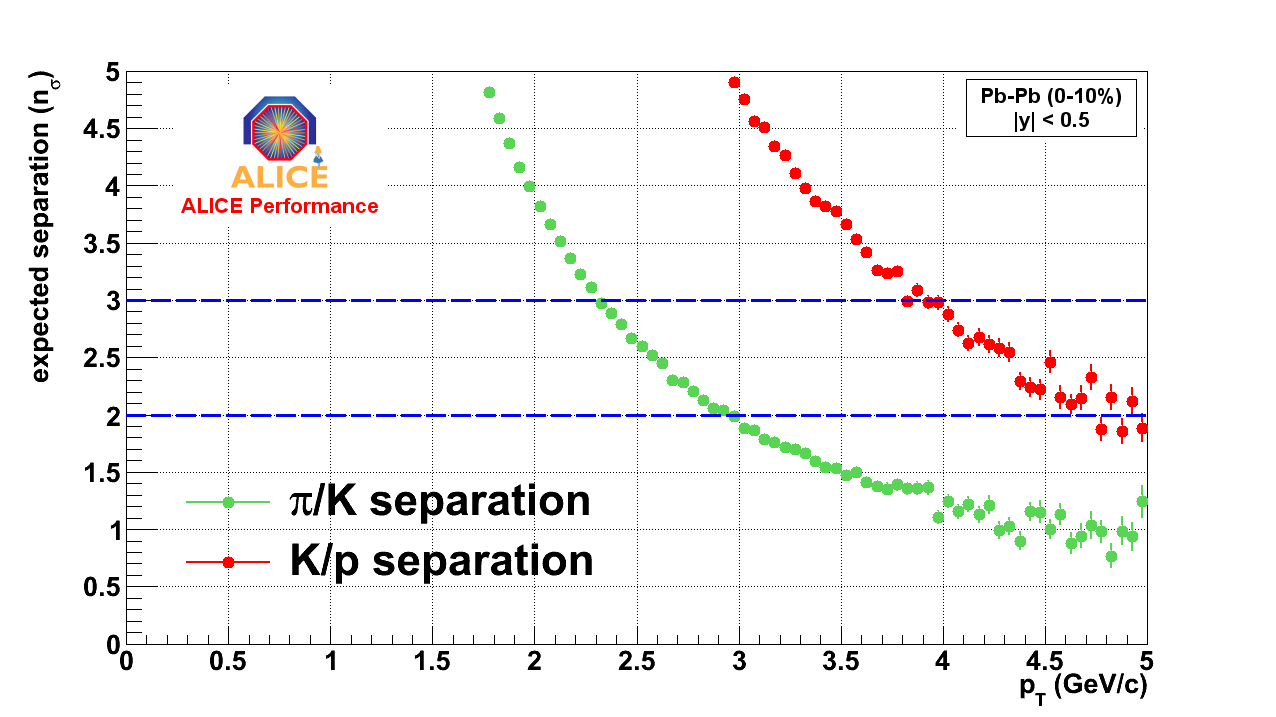 expected separation (nσ)
5
4.5
4
3.5
3
2.5
2
1.5
1
0.5
0
ALICE
ALICE Performance
Pb-Pb (0-10%)
|y| < 0.5
π/K separation
K/p separation
0 0.5 1 1.5 2 2.5 3 3.5 4 4.5 5
pT (GeV/c)